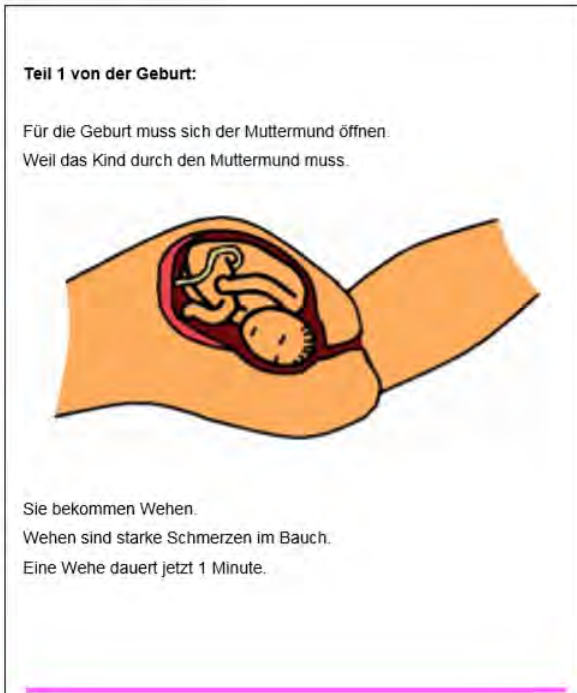 Teil 1 von der Geburt:
Für die Geburt muss sich der Muttermund öffnen.
Weil das Kind durch den Muttermund muss.
Sie bekommen Wehen.
Wehen sind starke Schmerzen im Bauch.
Eine Wehe dauert jetzt 1 Minute.